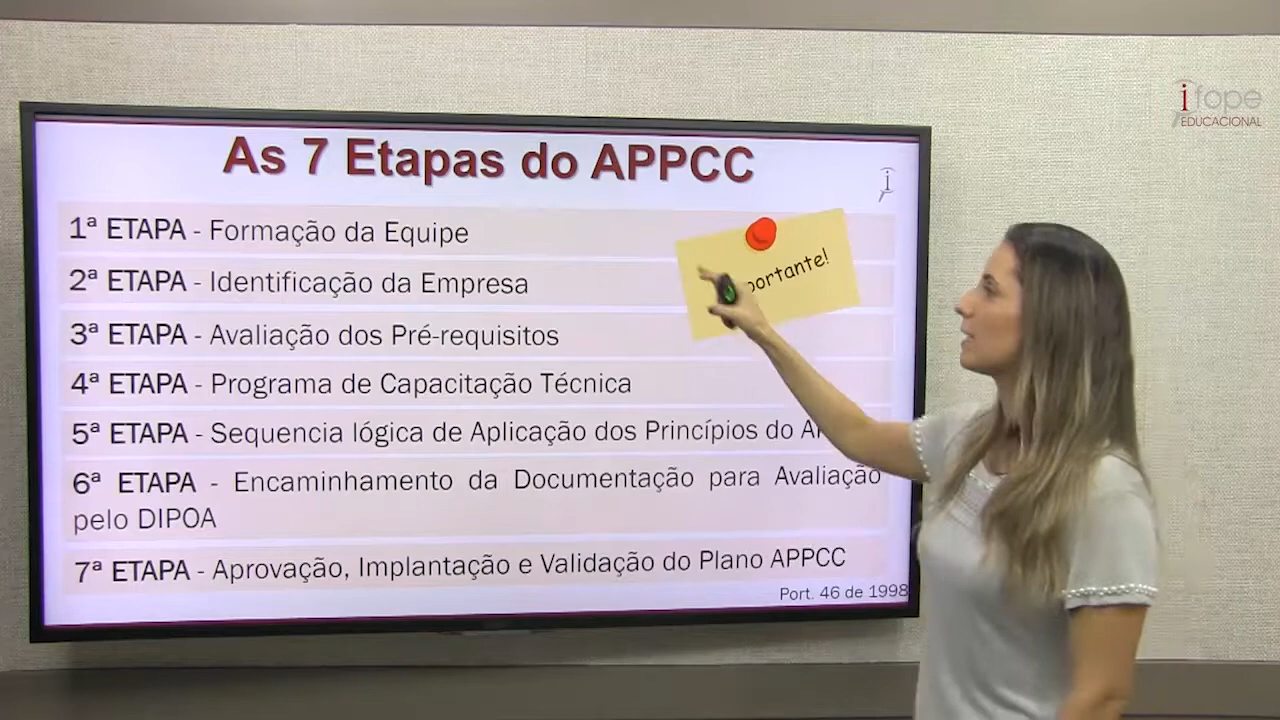 ifope
EDUCACIONAL
As 7 Etapas do APPCC
i
1ª ETAPA - Formação da Equipe
2ª ETAPA - Identificação da Empresa
3ª ETAPA - Avaliação dos Pré-requisitos
4ª ETAPA - Programa de Capacitação Técnica
5ª ETAPA - Sequencia lógica de Aplicação dos Princípios do
6ª ETAPA - Encaminhamento da Documentação para Avaliação
pelo DIPOA
7ª ETAPA - Aprovação, Implantação e Validação do Plano APPCC
Port. 46 de 1998